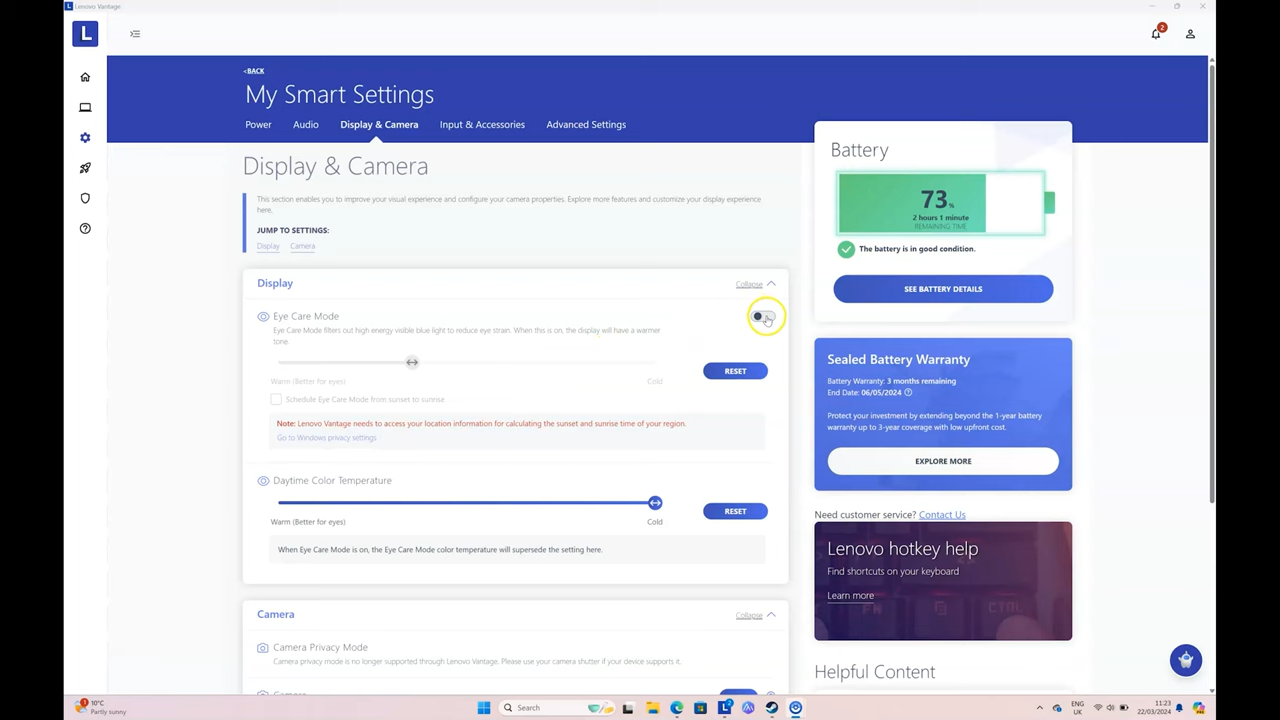 Lenovo Vantage
L
2
<BACK
My Smart Settings
Power Audio Display & Camera Input & Accessories Advanced Settings
Display & Camera
This section enables you to improve your visual experience and configure your camera properties. Explore more features and customize your display experience
here.
JUMP TO SETTINGS:
Display Camera
Display
Collapse
Eye Care Mode
Eye Care Mode filters out high energy visible blue light to reduce eye strain. When this is on, the display will have a warmer
tone.
RESET
Warm (Better for eyes) Cold
Schedule Eye Care Mode from sunset to sunrise
Note: Lenovo Vantage needs to access your location information for calculating the sunset and sunrise time of your region.
Go to Windows privacy settings
Daytime Color Temperature
RESET
Warm (Better for eyes) Cold
When Eye Care Mode is on, the Eye Care Mode color temperature will supersede the setting here.
Camera
Collapse
Camera Privacy Mode
Camera privacy mode is no longer supported through Lenovo Vantage. Please use your camera shutter if your device supports it.
Battery
73%
2 hours 1 minute
REMAINING TIME
The battery is in good condition.
SEE BATTERY DETAILS
Sealed Battery Warranty
Battery Warranty: 3 months remaining
End Date: 06/05/2024
Protect your investment by extending beyond the 1-year battery
warranty up to 3-year coverage with low upfront cost.
EXPLORE MORE
Need customer service? Contact Us
Lenovo hotkey help
Find shortcuts on your keyboard
Learn more
FN CTRL
Helpful Content
1
10°C
Partly sunny
Search
L
ENG
UK
11:23
22/03/2024